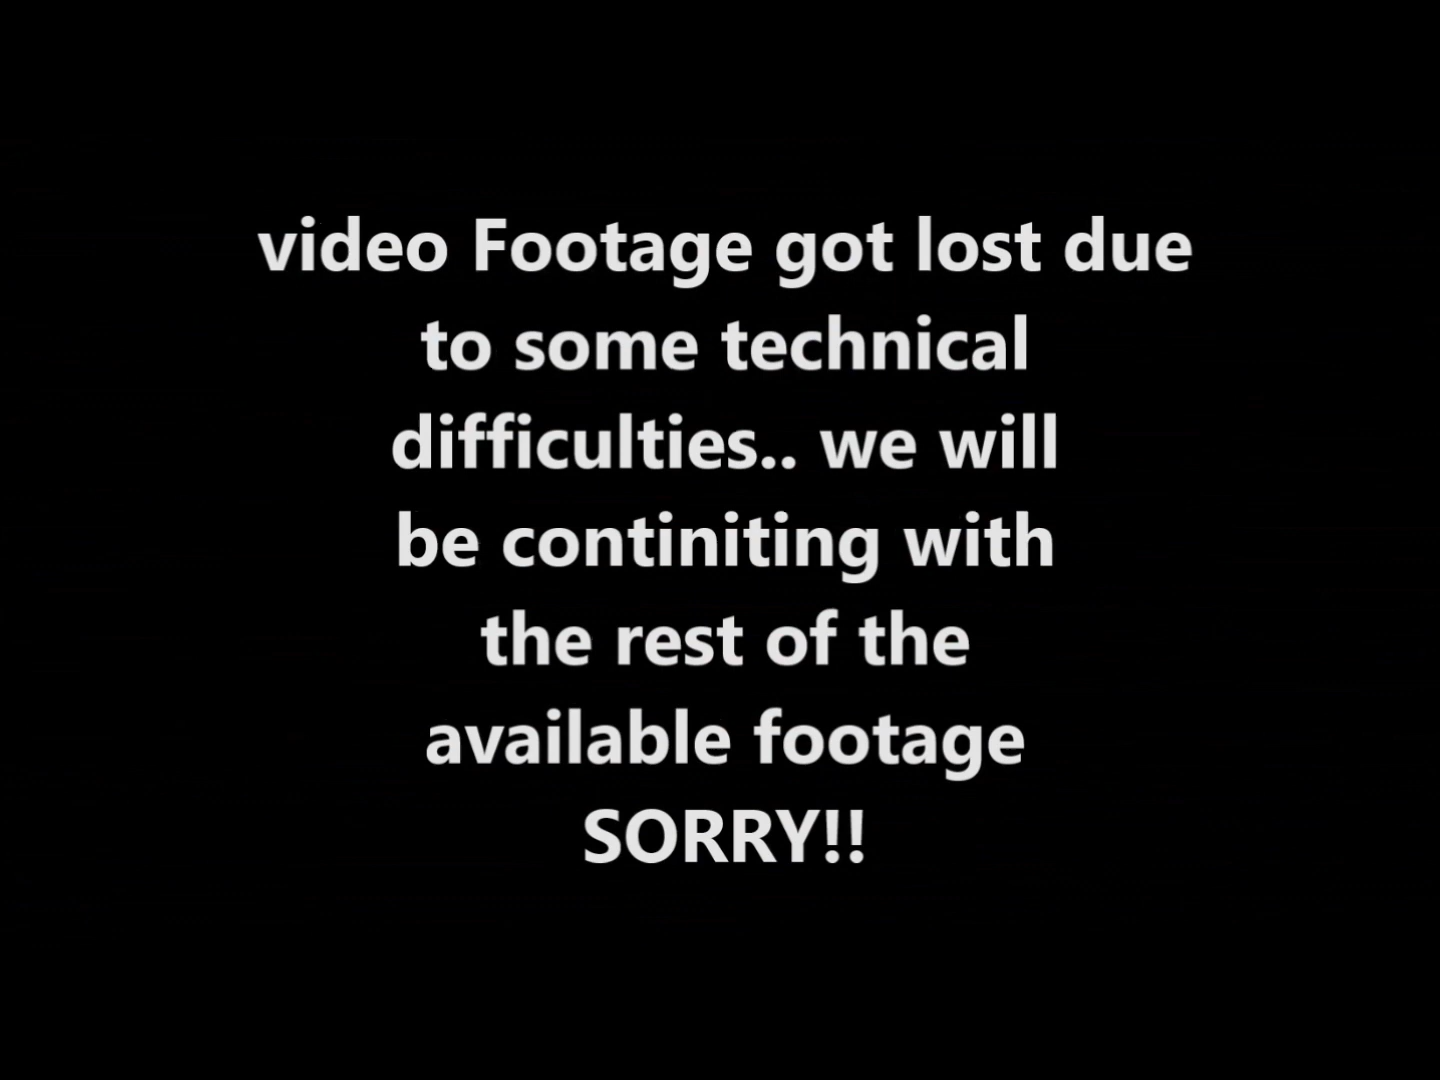 video Footage got lost due
to some technical
difficulties.. we will
be continiting with
the rest of the
available footage
SORRY!!